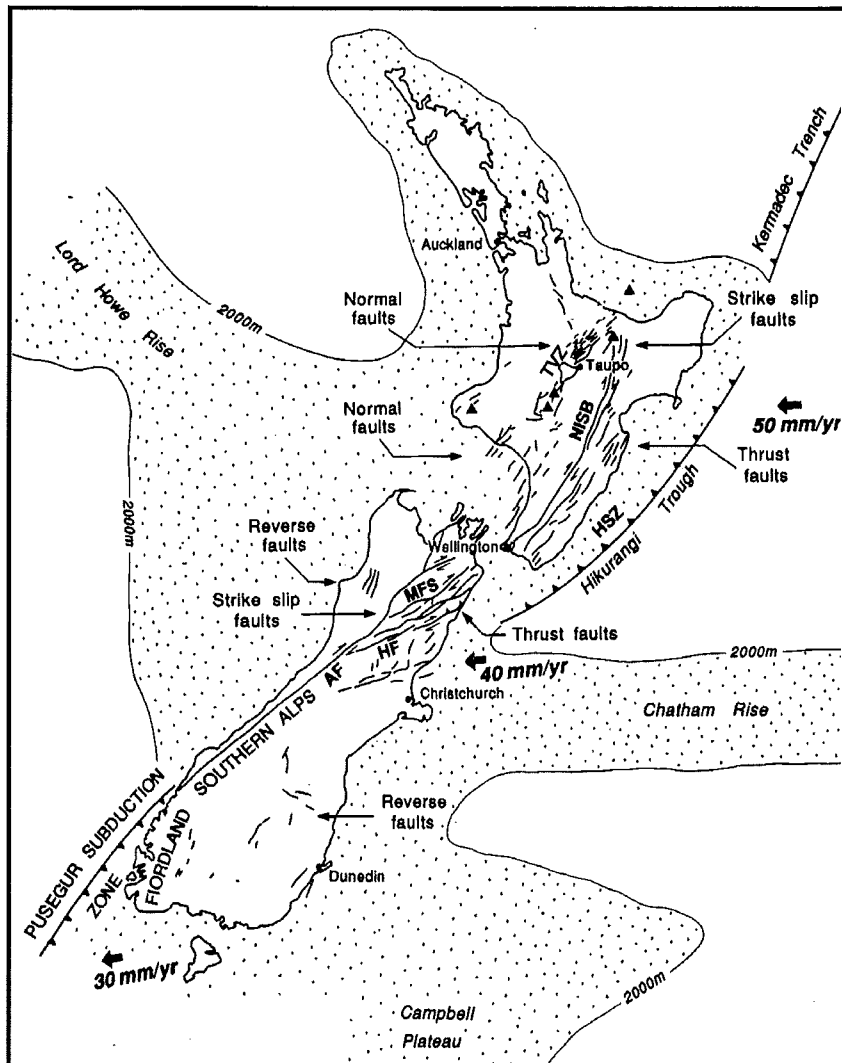 Kermadec Trench
Auckland
Lord Howe Rise
2000m
Normal
faults
Strike slip
faults
TVZ
Taupo
Normal
faults
NISB
50 mm/yr
Thrust
faults
2000m
HSZ
Hikurangi Trough
Reverse
faults
Wellington
MFS
Strike slip
faults
Thrust faults
HF
AF
2000m
40 mm/yr
Christchurch
Chatham Rise
SOUTHERN ALPS
PUSEGUR SUBDUCTION
ZONE
FIORDLAND
Reverse
faults
Dunedin
30 mm/yr
2000m
Campbell
Plateau